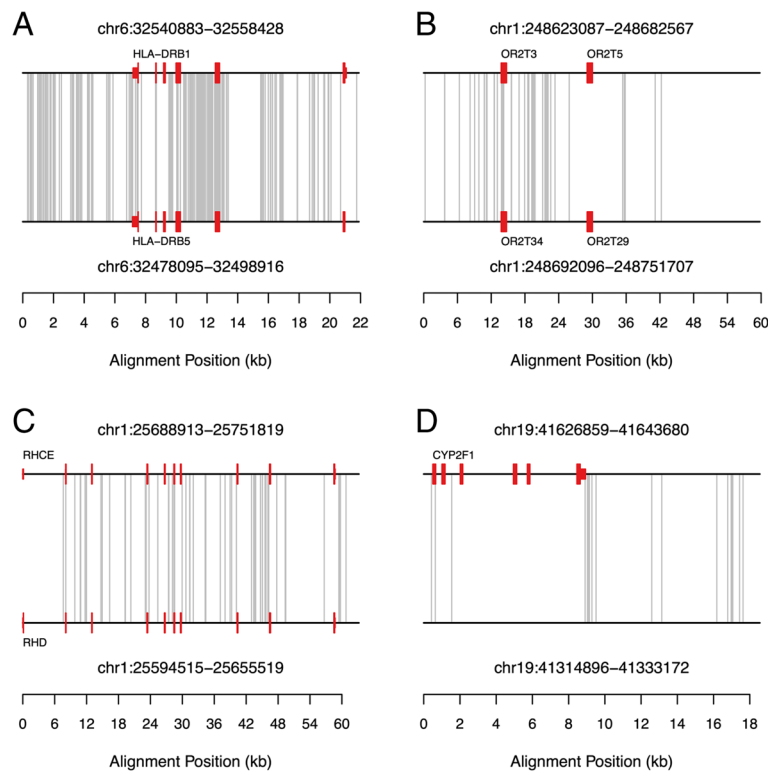 A
chr6:32540883−32558428
HLA−DRB1
HLA−DRB5
chr6:32478095−32498916
0 2 4 6 8 10 12 14 16 18 20 22
Alignment Position (kb)
B
chr1:248623087−248682567
OR2T3 OR2T5
OR2T34 OR2T29
chr1:248692096−248751707
0 6 12 18 24 30 36 42 48 54 60
Alignment Position (kb)
C
chr1:25688913−25751819
RHCE
RHD
chr1:25594515−25655519
0 6 12 18 24 30 36 42 48 54 60
Alignment Position (kb)
D
chr19:41626859−41643680
CYP2F1
chr19:41314896−41333172
0 2 4 6 8 10 12 14 16 18
Alignment Position (kb)